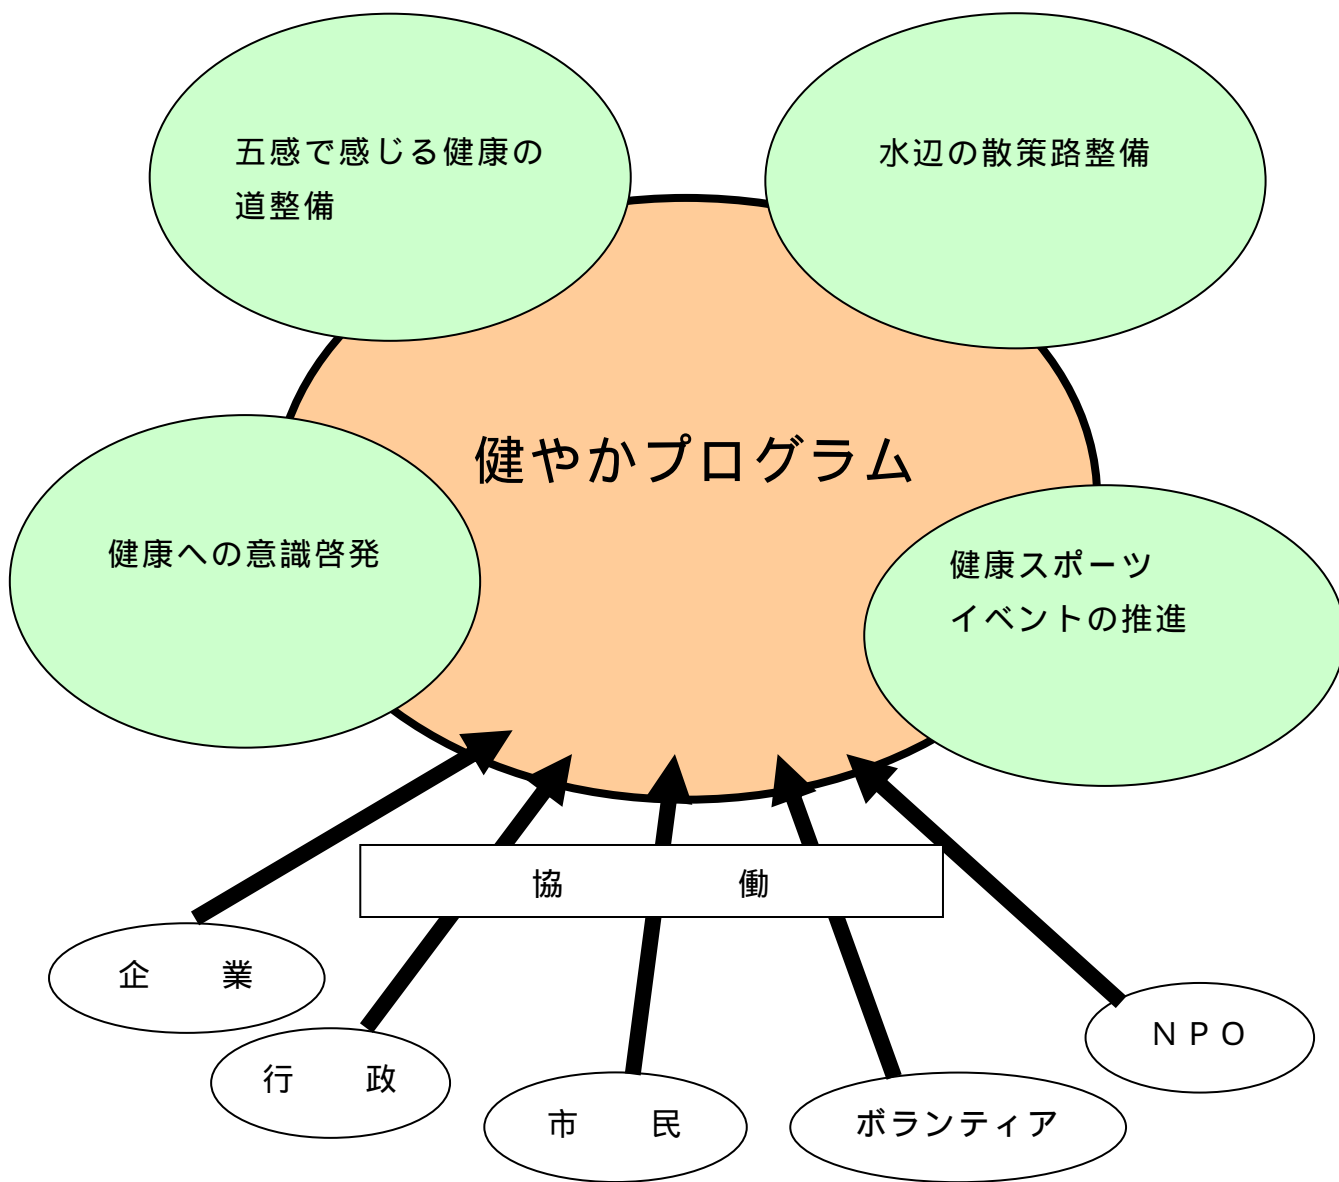 五感で感じる健康の
道整備
水辺の散策路整備
健やかプログラム
健康への意識啓発
健康スポーツ
イベントの推進
協　　　　　働
企　　業
行　　政
市　　民
ボランティア
ＮＰＯ